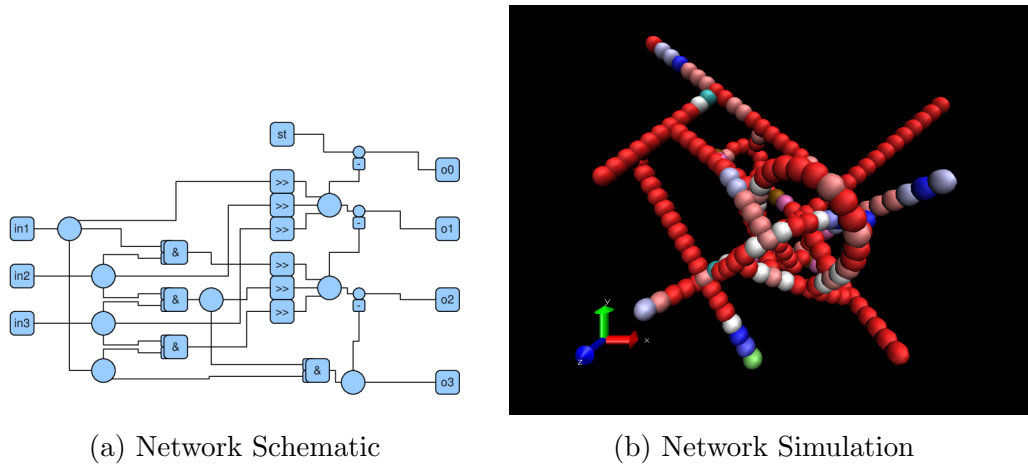 st
-
o0
>>
>>
>>
-
o1
in1
&
in2
>>
>>
>>
&
-
o2
in3
&
&
o3
y
x
z
(a) Network Schematic
(b) Network Simulation